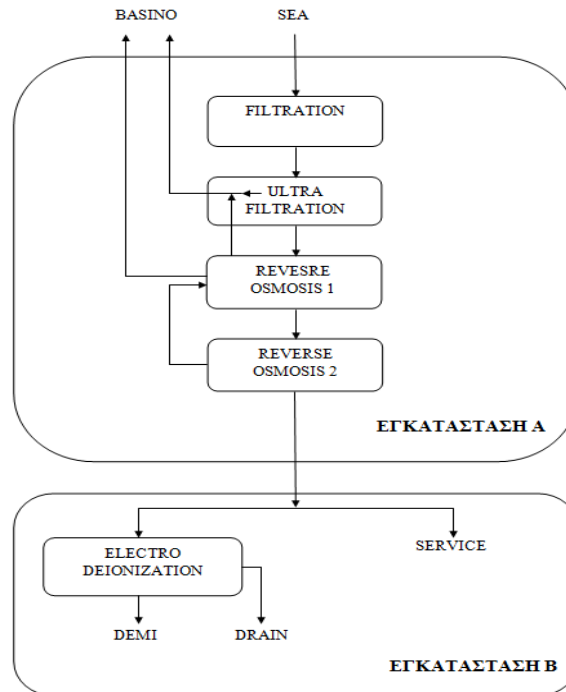 BASINO
SEA
FILTRATION
ULTRA
FILTRATION
REVESRE
OSMOSIS 1
REVERSE
OSMOSIS 2
ΕΓΚΑΤΑΣΤΑΣΗ Α
SERVICE
ELECTRO
DEIONIZATION
DEMI
DRAIN
ΕΓΚΑΤΑΣΤΑΣΗ Β